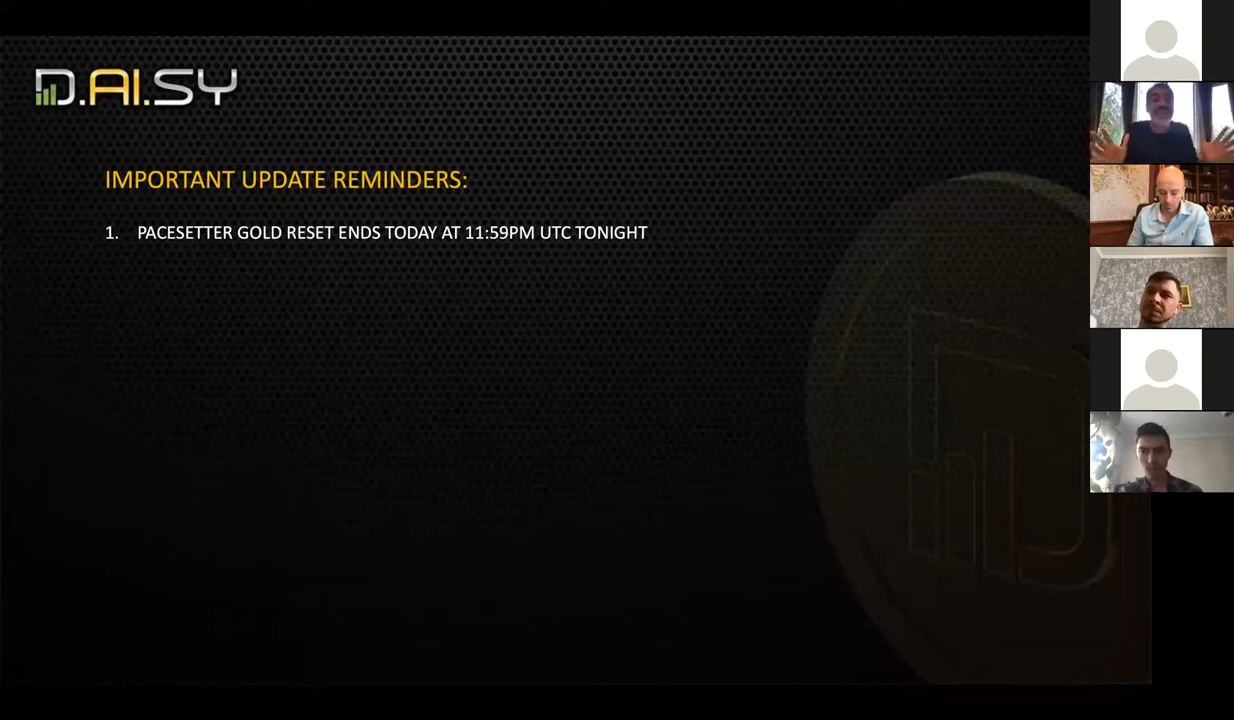 D.AI.SY
IMPORTANT UPDATE REMINDERS:
1. PACESETTER GOLD RESET ENDS TODAY AT 11:59PM UTC TONIGHT